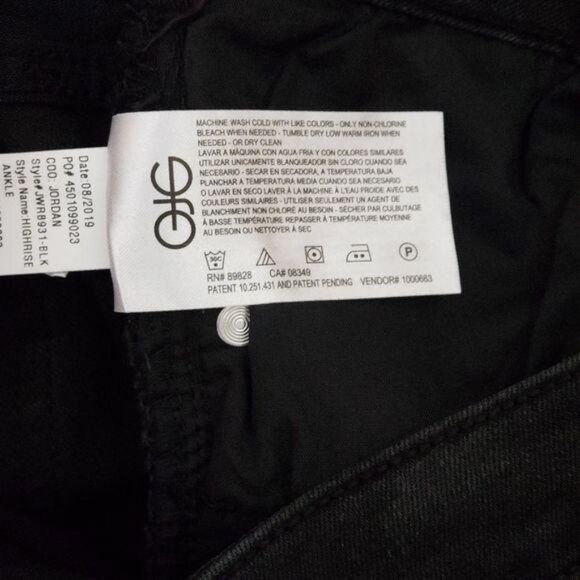 MACHINE WASH COLD WITH LIKE COLORS - ONLY NON-CHLORINE
BLEACH WHEN NEEDED - TUMBLE DRY LOW WARM IRON WHEN
NEEDED - OR DRY CLEAN
LAVAR A MÁQUINA CON AGUA FRIA Y CON COLORES SIMILARES
UTILIZAR UNICAMENTE BLANQUEADOR SIN CLORO CUANDO SEA
NECESARIO - SECAR EN SECADORA, A TEMPERATURA BAJA
PLANCHAR A TEMPERATURA MEDIA CUANDO SEA NECESARIO.
O LAVAR EN SECO LAVER À LA MACHINE À L'EAU FROIDE AVEC DES
COULEURS SIMILAIRES - UTILISER SEULEMENT UN AGENT DE
BLANCHIMENT NON CHLORÉ AU BESOIN - SÉCHER PAR CULBUTAGE
À BASSE TEMPÉRATURE REPASSER À TEMPÉRATURE MOYENNE
AU BESOIN OU NETTOYER À SEC
30C
P
RN# 89828 CA# 08349
PATENT 10.251.431 AND PATENT PENDING VENDOR# 1000663
Date 08/2019
PO# 4501099023
COO: JORDAN
Style#JWRB931-BLK
Style Name:HIGHRISE
ANKLE